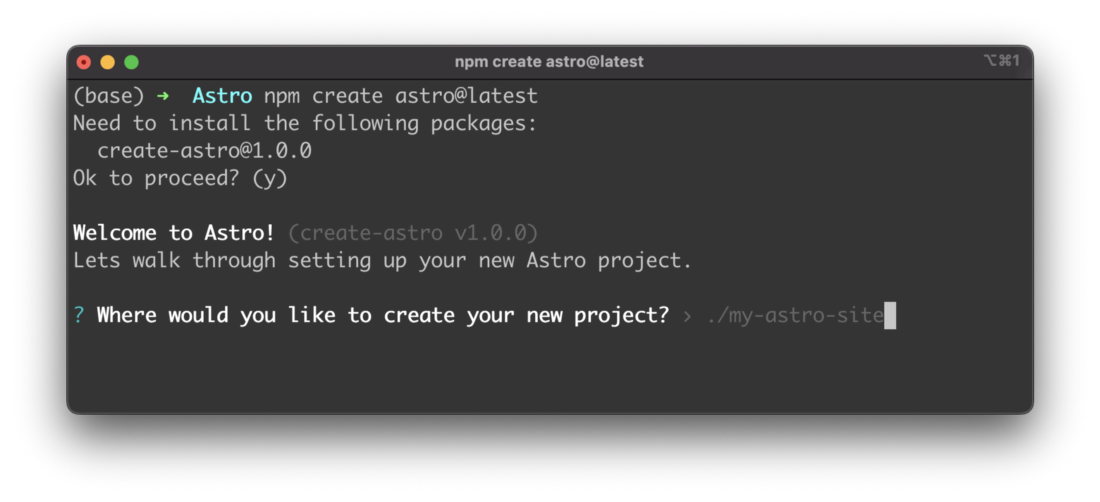 npm create astro@latest ⌥⌘1
(base) ➜  Astro npm create astro@latest
Need to install the following packages:
  create-astro@1.0.0
Ok to proceed? (y)
Welcome to Astro! (create-astro v1.0.0)
Lets walk through setting up your new Astro project.
? Where would you like to create your new project? › ./my-astro-site